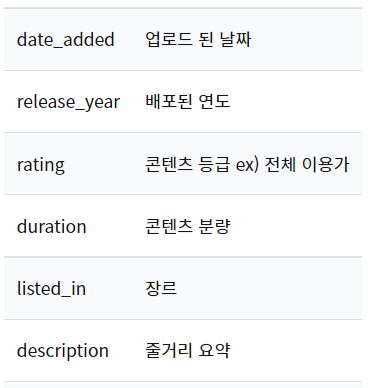 date_added 업로드 된 날짜
release_year 배포된 연도
rating 콘텐츠 등급 ex) 전체 이용가
duration 콘텐츠 분량
listed_in 장르
description 줄거리 요약